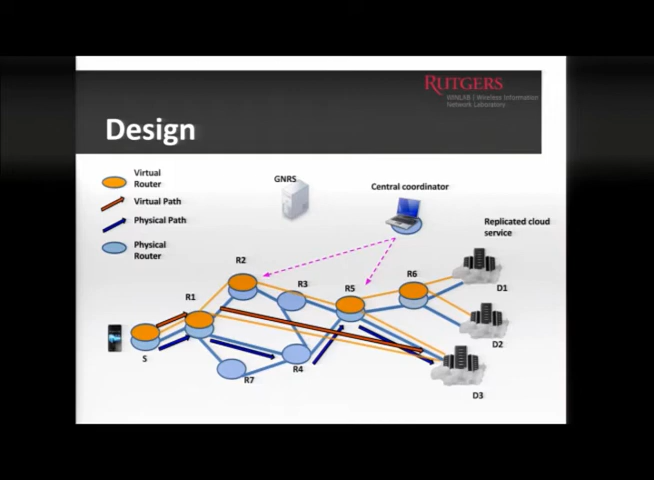 RUTGERS
WINLAB | Wireless Information
Network Laboratory
Design
Virtual
Router
Virtual Path
Physical Path
Physical
Router
GNRS
Central coordinator
Replicated cloud
service
R2
R3
R5
R6
D1
R1
S
R4
R7
D2
D3